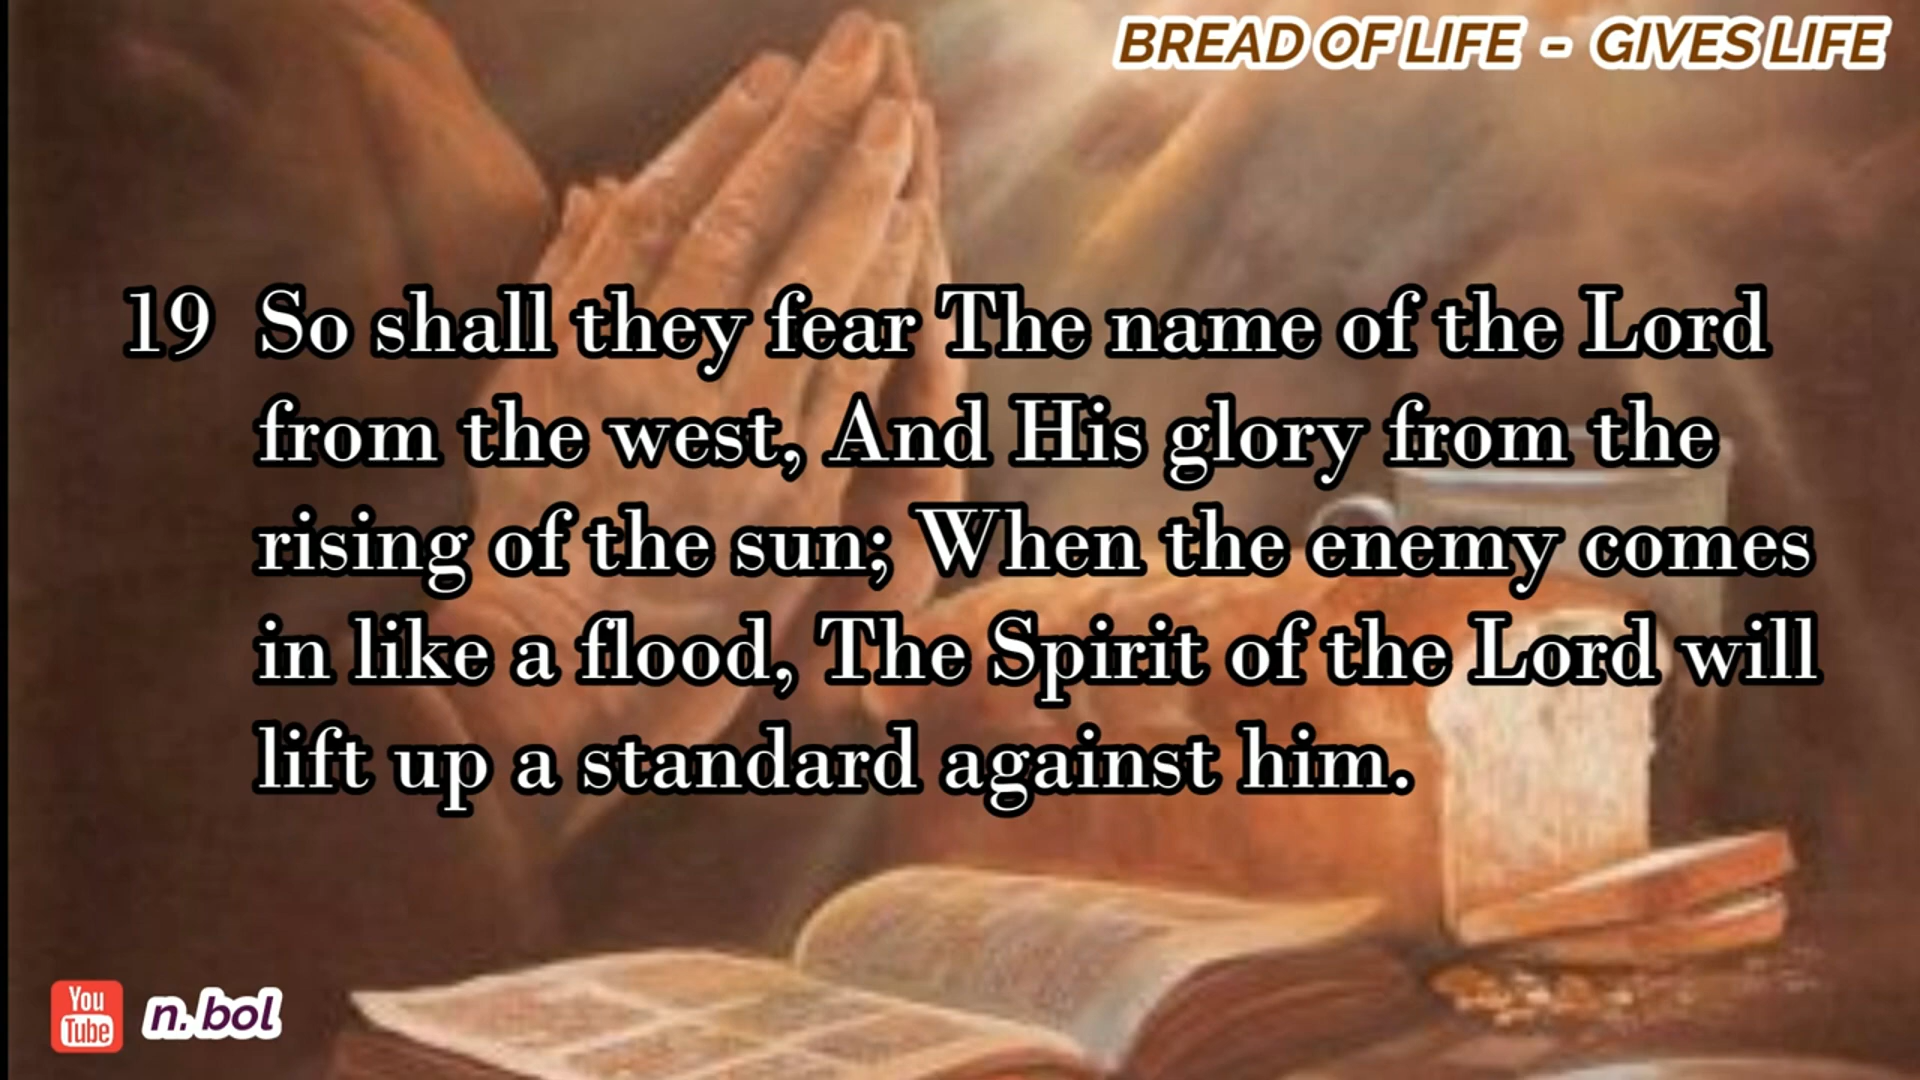 BREAD OF LIFE - GIVES LIFE
19 So shall they fear The name of the Lord
from the west, And His glory from the
rising of the sun; When the enemy comes
in like a flood, The Spirit of the Lord will
lift up a standard against him.
You
Tube
n. bol